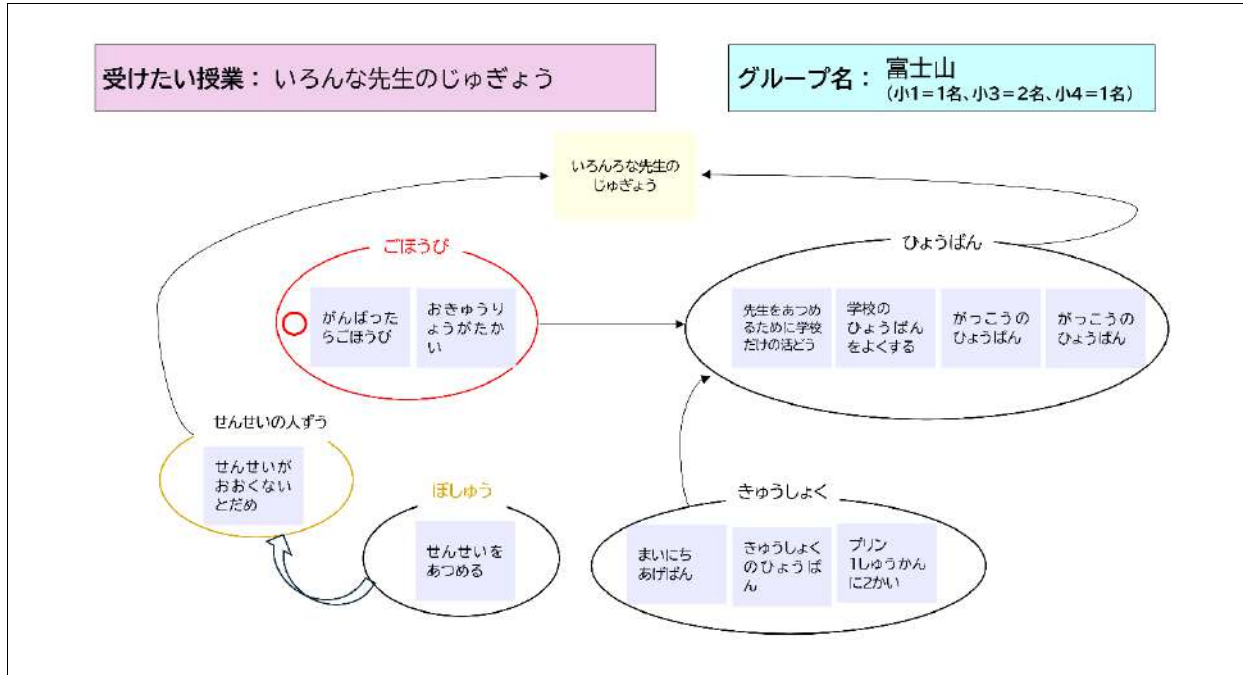 受けたい授業： いろんな先生のじゅぎょう
グループ名： 富士山
（小1＝1名、小3＝2名、小4＝1名）
いろんろな先生の
じゅぎょう
ごほうび
がんばった
らごほうび
おきゅうり
ょうがたか
い
ひょうばん
先生をあつめ
るために学校
だけの活どう
学校の
ひょうばん
をよくする
がっこうの
ひょうばん
がっこうの
ひょうばん
せんせいの人ずう
せんせいが
おおくない
とだめ
ぼしゅう
せんせいを
あつめる
きゅうしょく
まいにち
あげぱん
きゅうしょく
のひょうば
ん
プリン
1しゅうかん
に2かい